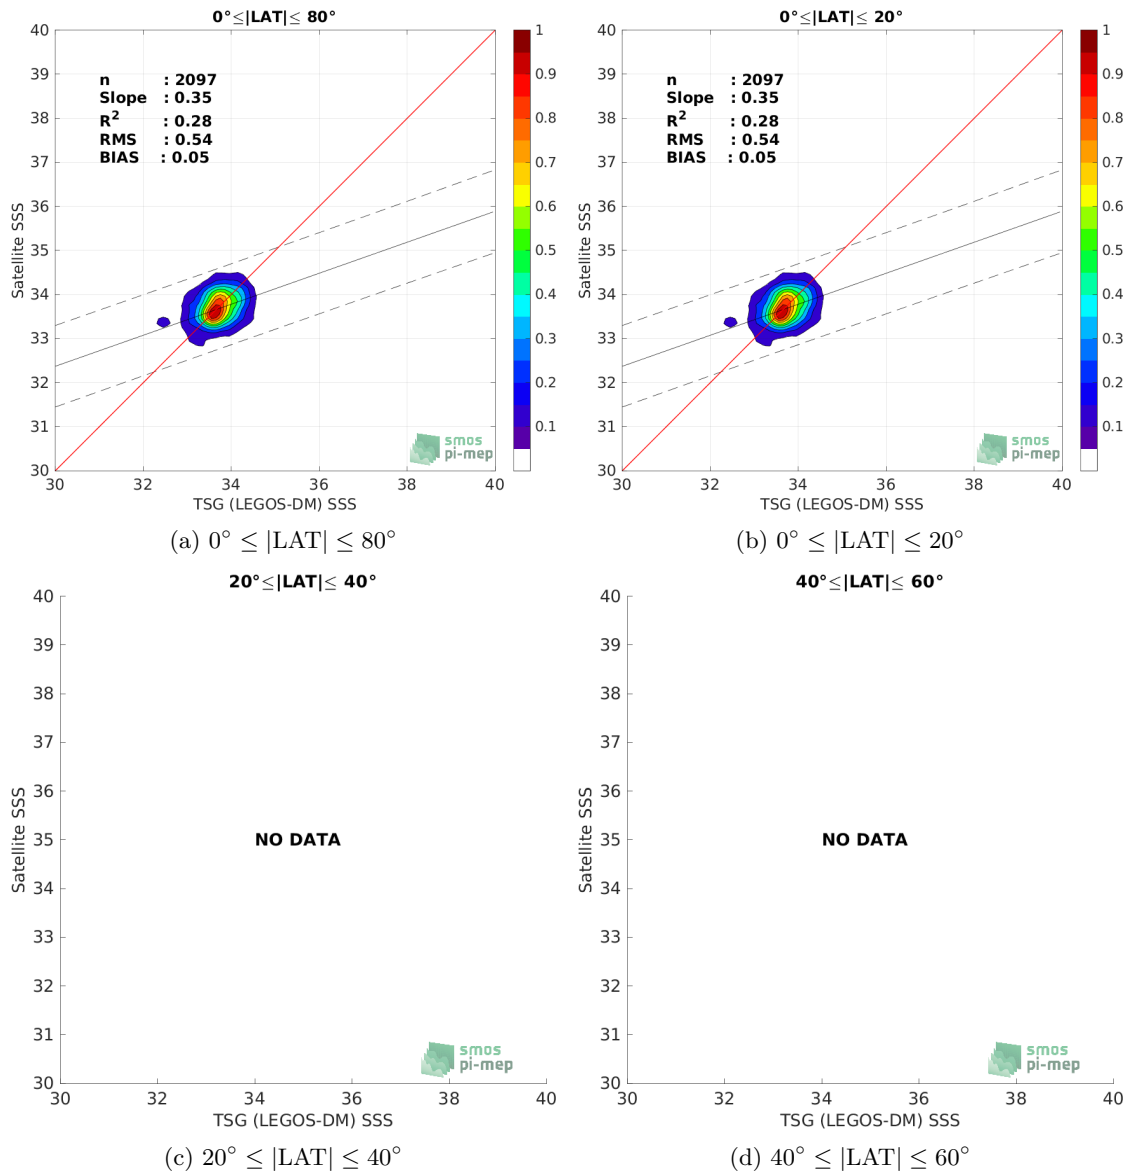 0°≤|LAT|≤ 80°
40
39
38
37
36
35
34
33
32
31
30
Satellite SSS
n : 2097
Slope : 0.35
R² : 0.28
RMS : 0.54
BIAS : 0.05
smos
pi-mep
30 32 34 36 38 40
TSG (LEGOS-DM) SSS
1
0.9
0.8
0.7
0.6
0.5
0.4
0.3
0.2
0.1
(a) 0° ≤ |LAT| ≤ 80°
0°≤|LAT|≤ 20°
40
39
38
37
36
35
34
33
32
31
30
Satellite SSS
n : 2097
Slope : 0.35
R² : 0.28
RMS : 0.54
BIAS : 0.05
smos
pi-mep
30 32 34 36 38 40
TSG (LEGOS-DM) SSS
1
0.9
0.8
0.7
0.6
0.5
0.4
0.3
0.2
0.1
(b) 0° ≤ |LAT| ≤ 20°
20°≤|LAT|≤ 40°
40
39
38
37
36
35
34
33
32
31
30
Satellite SSS
NO DATA
smos
pi-mep
30 32 34 36 38 40
TSG (LEGOS-DM) SSS
(c) 20° ≤ |LAT| ≤ 40°
40°≤|LAT|≤ 60°
40
39
38
37
36
35
34
33
32
31
30
Satellite SSS
NO DATA
smos
pi-mep
30 32 34 36 38 40
TSG (LEGOS-DM) SSS
(d) 40° ≤ |LAT| ≤ 60°